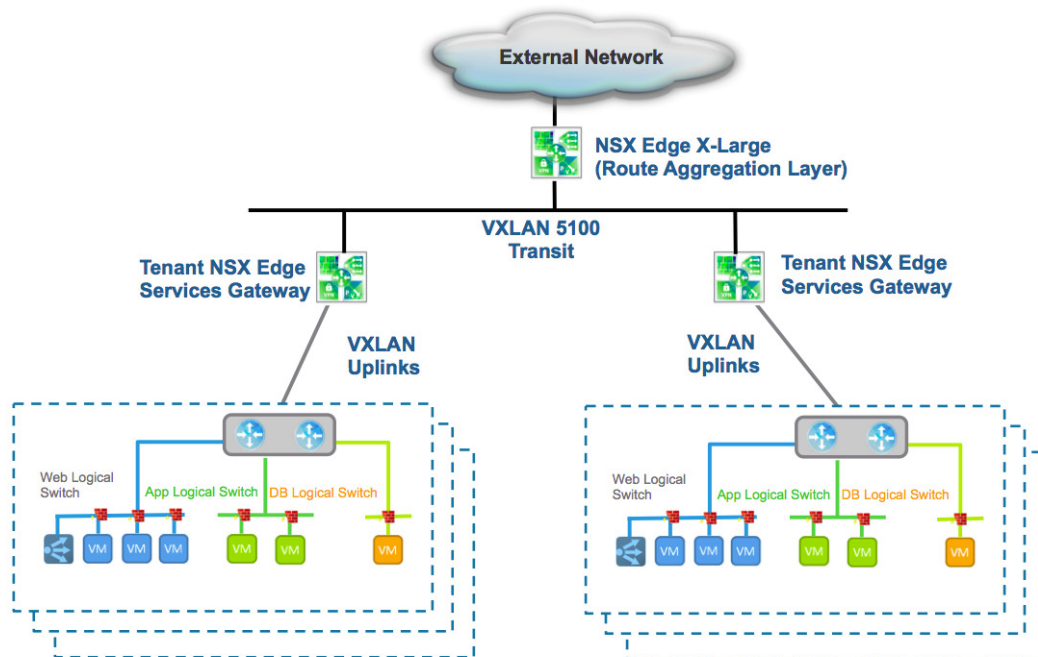 External Network
NSX Edge X-Large
(Route Aggregation Layer)
VXLAN 5100
Transit
Tenant NSX Edge
Services Gateway
Tenant NSX Edge
Services Gateway
VXLAN
Uplinks
VXLAN
Uplinks
Web Logical
Switch
App Logical Switch
DB Logical Switch
VM
VM
VM
VM
VM
VM
Web Logical
Switch
App Logical Switch
DB Logical Switch
VM
VM
VM
VM
VM
VM